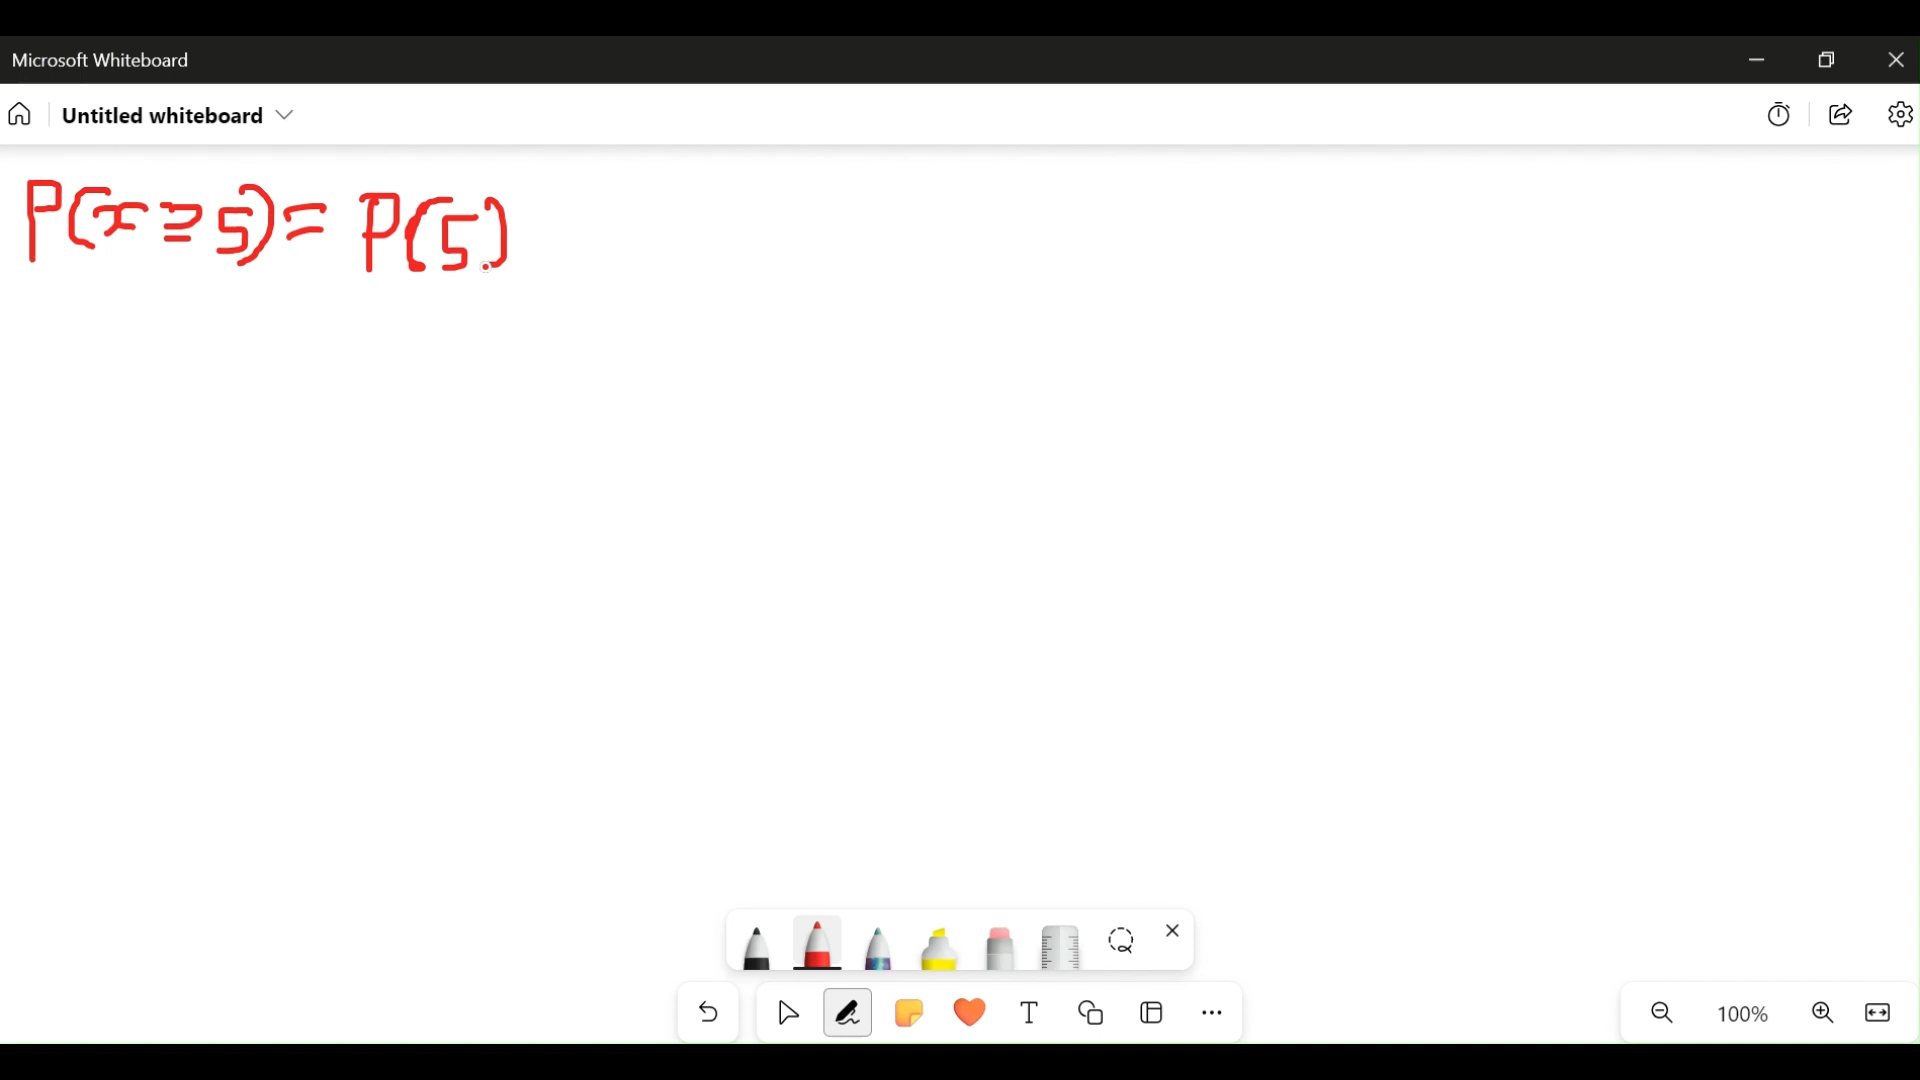 Microsoft Whiteboard
Untitled whiteboard
P(x≥5)= P(5)
100%